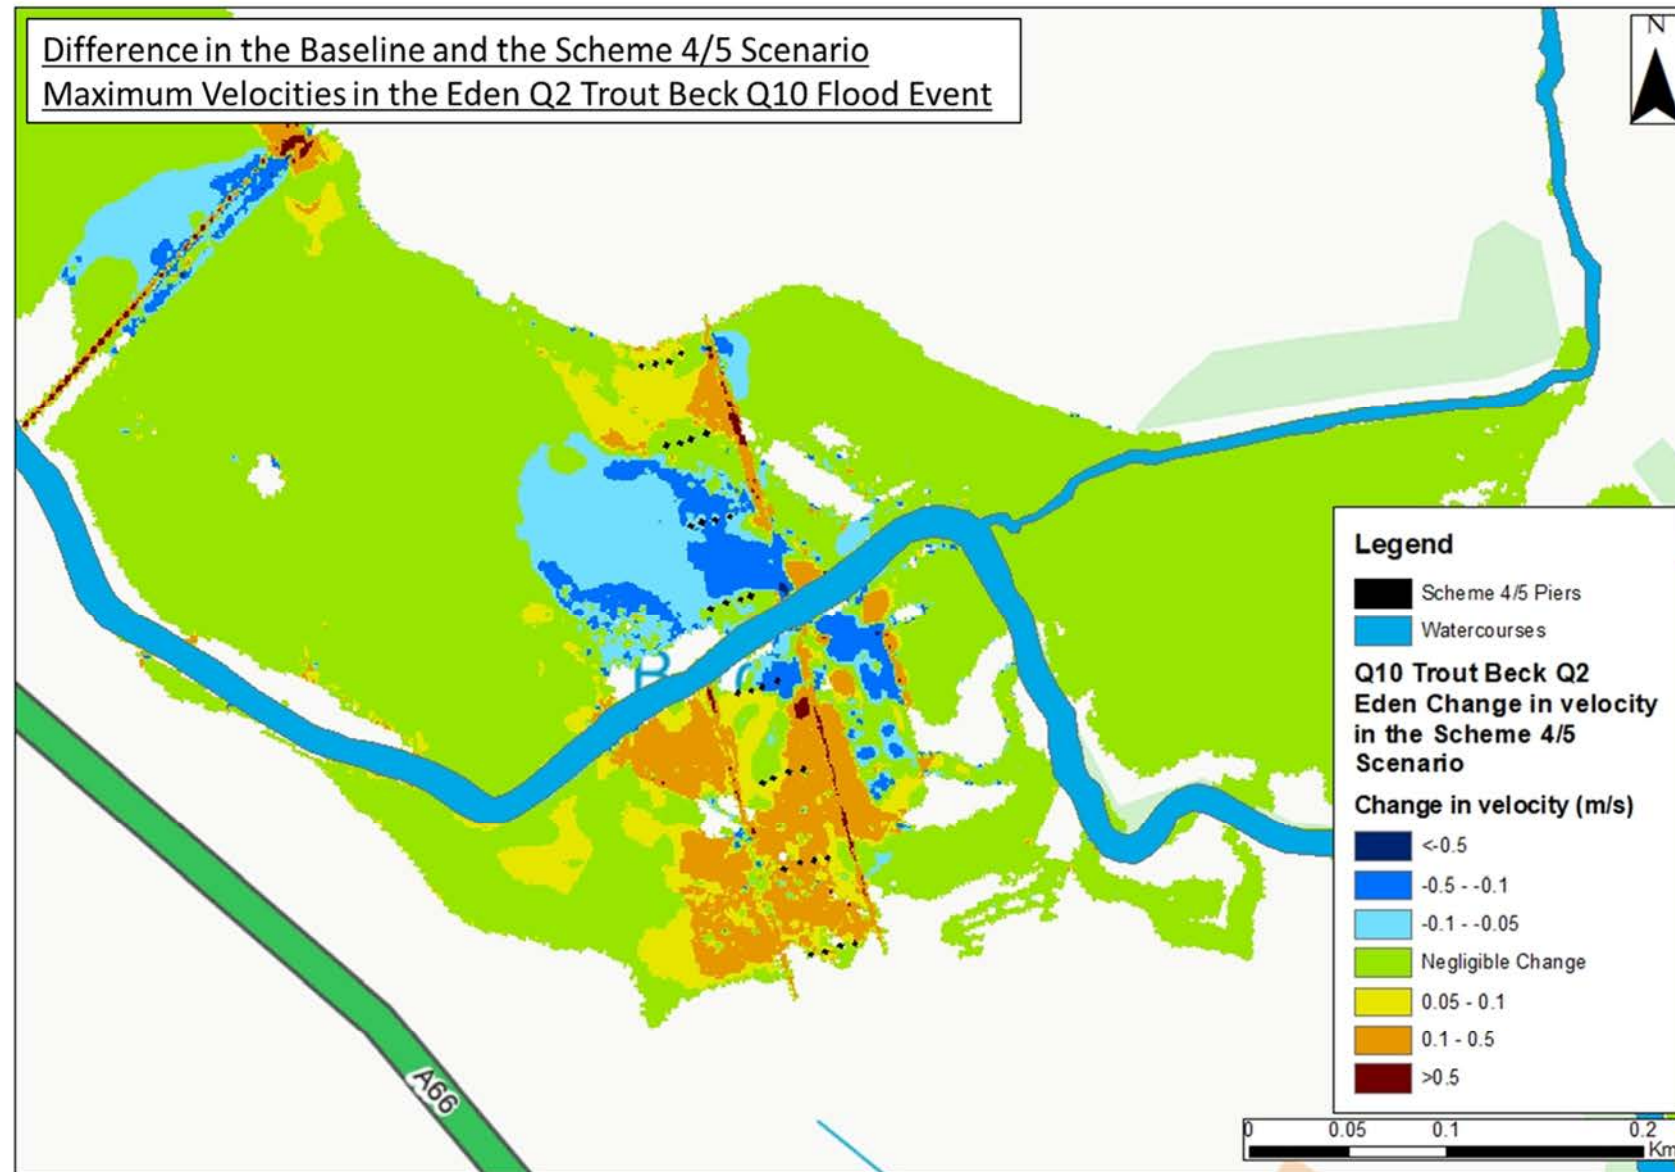 Difference in the Baseline and the Scheme 4/5 Scenario
Maximum Velocities in the Eden Q2 Trout Beck Q10 Flood Event
N
Legend
Scheme 4/5 Piers
Watercourses
Q10 Trout Beck Q2
Eden Change in velocity
in the Scheme 4/5
Scenario
Change in velocity (m/s)
<-0.5
-0.5 - -0.1
-0.1 - -0.05
Negligible Change
0.05 - 0.1
0.1 - 0.5
>0.5
A66
0 0.05 0.1 0.2
Km